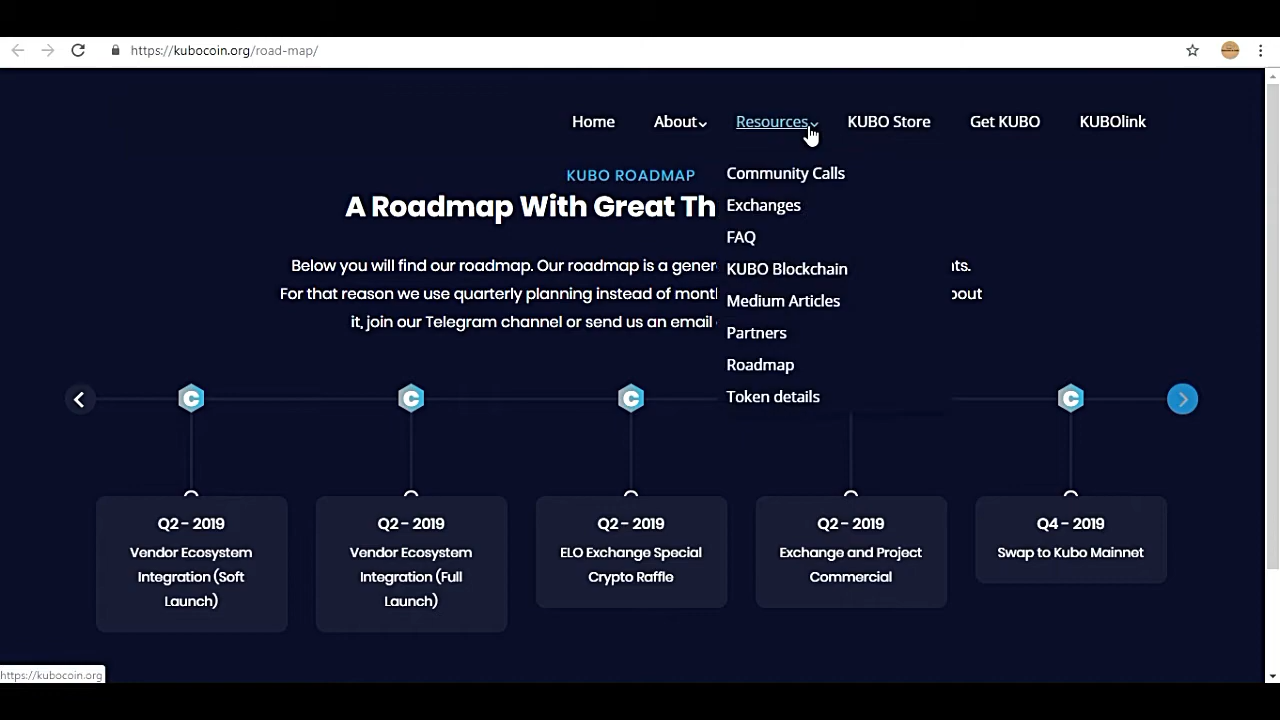 https://kubocoin.org/road-map/
Home About Resources KUBO Store Get KUBO KUBOlink
Community Calls
Exchanges
FAQ
KUBO Blockchain
Medium Articles
Partners
Roadmap
Token details
KUBO ROADMAP
A Roadmap With Great Th
Below you will find our roadmap. Our roadmap is a gener ts.
For that reason we use quarterly planning instead of mont bout
it, join our Telegram channel or send us an email
Q2 - 2019
Vendor Ecosystem
Integration (Soft
Launch)
Q2 - 2019
Vendor Ecosystem
Integration (Full
Launch)
Q2 - 2019
ELO Exchange Special
Crypto Raffle
Q2 - 2019
Exchange and Project
Commercial
Q4 - 2019
Swap to Kubo Mainnet
https://kubocoin.org